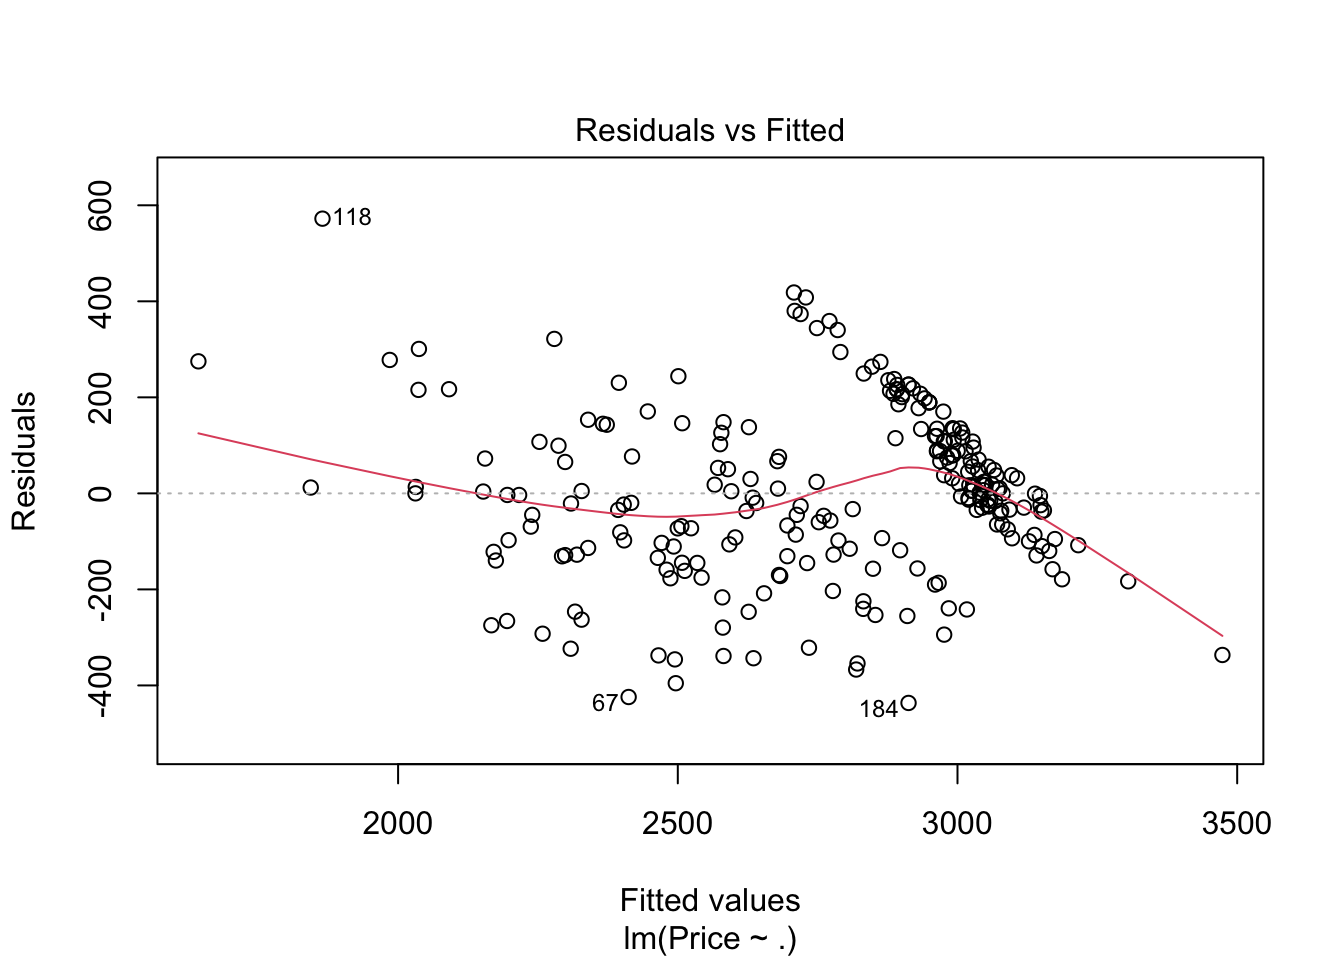 Residuals vs Fitted
Residuals
600
400
200
0
-200
-400
118
67
184
2000 2500 3000 3500
Fitted values
lm(Price ~ .)